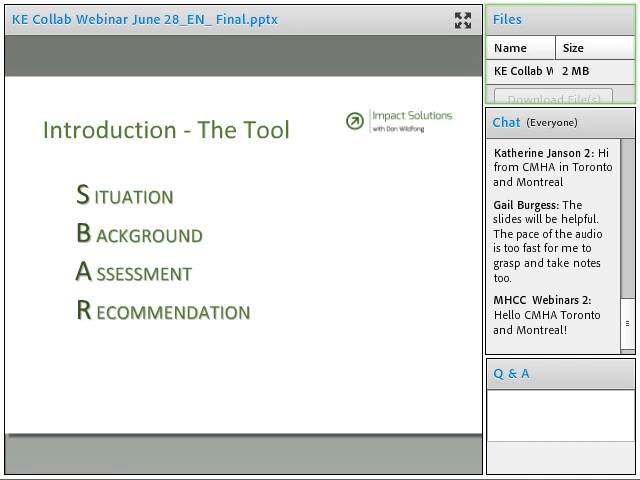 KE Collab Webinar June 28_EN_ Final.pptx
Introduction - The Tool
Impact Solutions
with Don Wildfong
SITUATION
BACKGROUND
ASSESSMENT
RECOMMENDATION
Files
Name Size
KE Collab W 2 MB
Download File(s)
Chat (Everyone)
Katherine Janson 2: Hi
from CMHA in Toronto
and Montreal
Gail Burgess: The
slides will be helpful.
The pace of the audio
is too fast for me to
grasp and take notes
too.
MHCC Webinars 2:
Hello CMHA Toronto
and Montreal!
Q & A